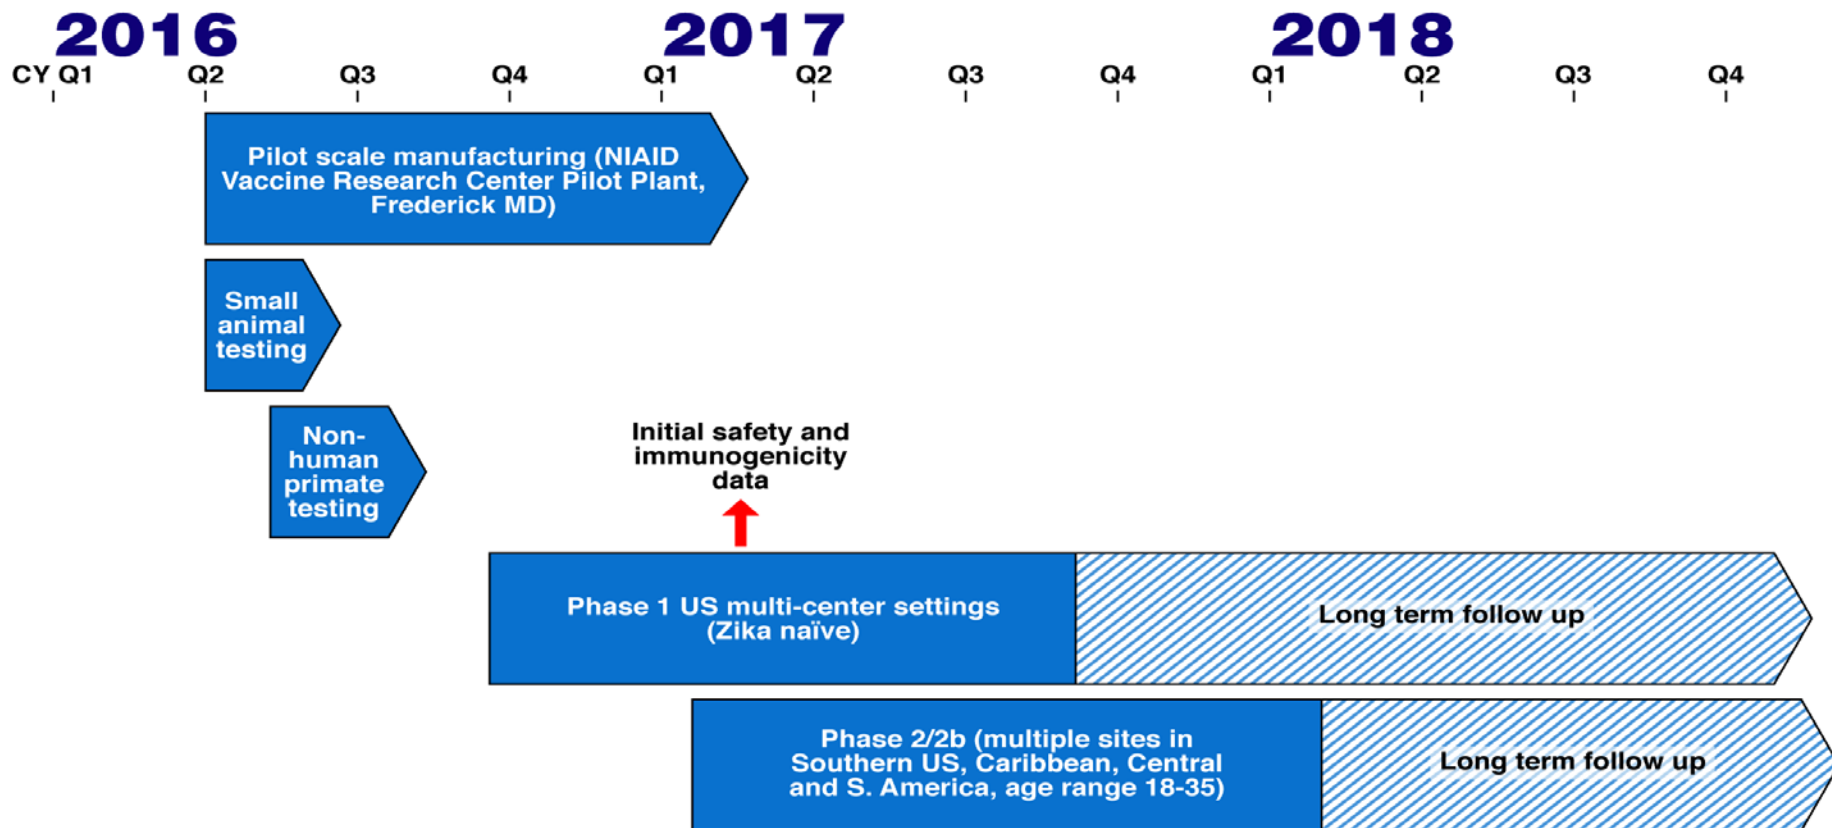 2016 2017 2018
CY Q1 Q2 Q3 Q4 Q1 Q2 Q3 Q4 Q1 Q2 Q3 Q4
Pilot scale manufacturing (NIAID
Vaccine Research Center Pilot Plant,
Frederick MD)
Small
animal
testing
Non-
human
primate
testing
Initial safety and
immunogenicity
data
Phase 1 US multi-center settings
(Zika naïve)
Long term follow up
Phase 2/2b (multiple sites in
Southern US, Caribbean, Central
and S. America, age range 18-35)
Long term follow up